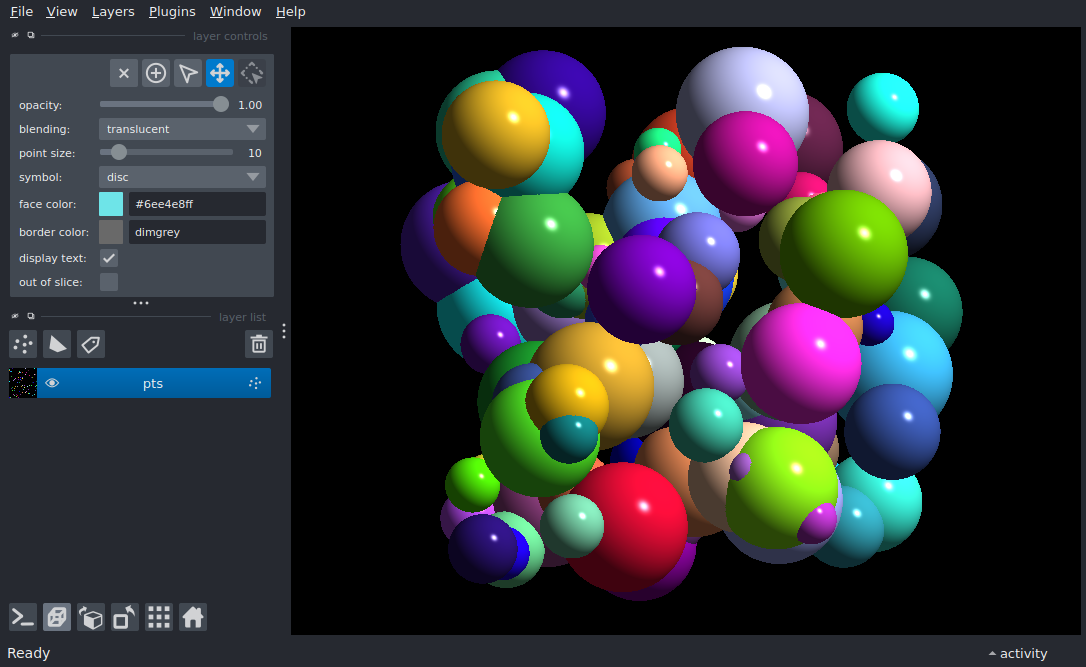 File View Layers Plugins Window Help
layer controls
opacity: 1.00
blending: translucent
point size: 10
symbol: disc
face color: #6ee4e8ff
border color: dimgrey
display text:
out of slice:
layer list
pts
Ready activity